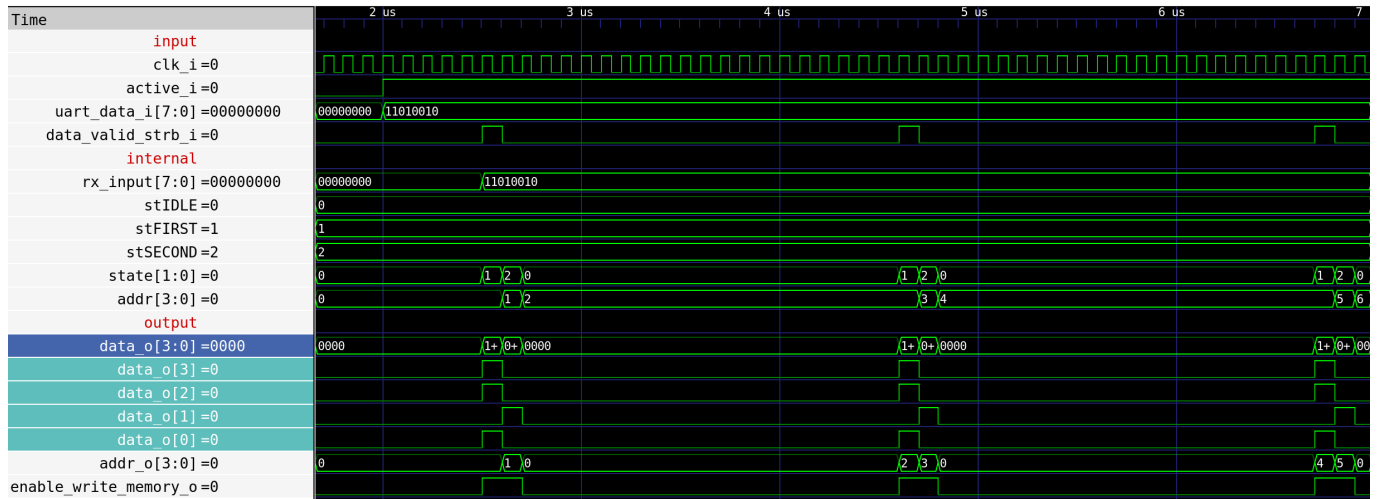 Time 2 us 3 us 4 us 5 us 6 us 7
input
clk_i=0
active_i=0
uart_data_i[7:0]=00000000 00000000 11010010
data_valid_strb_i=0
internal
rx_input[7:0]=00000000 00000000 11010010
stIDLE=0 0
stFIRST=1 1
stSECOND=2 2
state[1:0]=0 0 1 2 0 1 2 0 1 2 0
addr[3:0]=0 0 1 2 3 4 5 6
output
data_o[3:0]=0000 0000 1+ 0+ 0000 1+ 0+ 0000 1+ 0+ 00
data_o[3]=0
data_o[2]=0
data_o[1]=0
data_o[0]=0
addr_o[3:0]=0 0 1 0 2 3 0 4 5 0
enable_write_memory_o=0